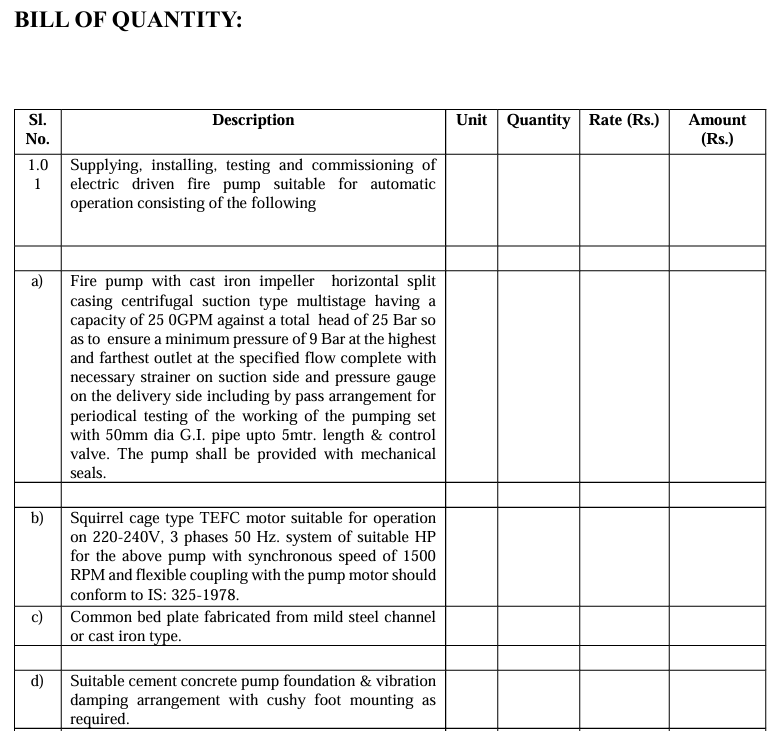 BILL OF QUANTITY:
Sl. No. Description Unit Quantity Rate (Rs.) Amount (Rs.)
1.0 Supplying, installing, testing and commissioning of
1 electric driven fire pump suitable for automatic
operation consisting of the following
a) Fire pump with cast iron impeller horizontal split
casing centrifugal suction type multistage having a
capacity of 25 0GPM against a total head of 25 Bar so
as to ensure a minimum pressure of 9 Bar at the highest
and farthest outlet at the specified flow complete with
necessary strainer on suction side and pressure gauge
on the delivery side including by pass arrangement for
periodical testing of the working of the pumping set
with 50mm dia G.I. pipe upto 5mtr. length & control
valve. The pump shall be provided with mechanical
seals.
b) Squirrel cage type TEFC motor suitable for operation
on 220-240V, 3 phases 50 Hz. system of suitable HP
for the above pump with synchronous speed of 1500
RPM and flexible coupling with the pump motor should
conform to IS: 325-1978.
c) Common bed plate fabricated from mild steel channel
or cast iron type.
d) Suitable cement concrete pump foundation & vibration
damping arrangement with cushy foot mounting as
required.